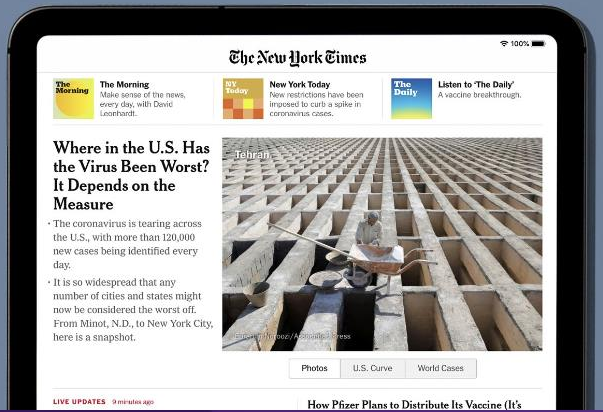 100%
The New York Times
The Morning
The Morning
Make sense of the news,
every day, with David
Leonhardt.
NY Today
New York Today
New restrictions have been
imposed to curb a spike in
coronavirus cases.
The Daily
Listen to ‘The Daily’
A vaccine breakthrough.
Where in the U.S. Has
the Virus Been Worst?
It Depends on the
Measure
• The coronavirus is tearing across
the U.S., with more than 120,000
new cases being identified every
day.
• It is so widespread that any
number of cities and states might
now be considered the worst off.
From Minot, N.D., to New York City,
here is a snapshot.
Tehran
Photos
U.S. Curve
World Cases
LIVE UPDATES 9 minutes ago
How Pfizer Plans to Distribute Its Vaccine (It’s